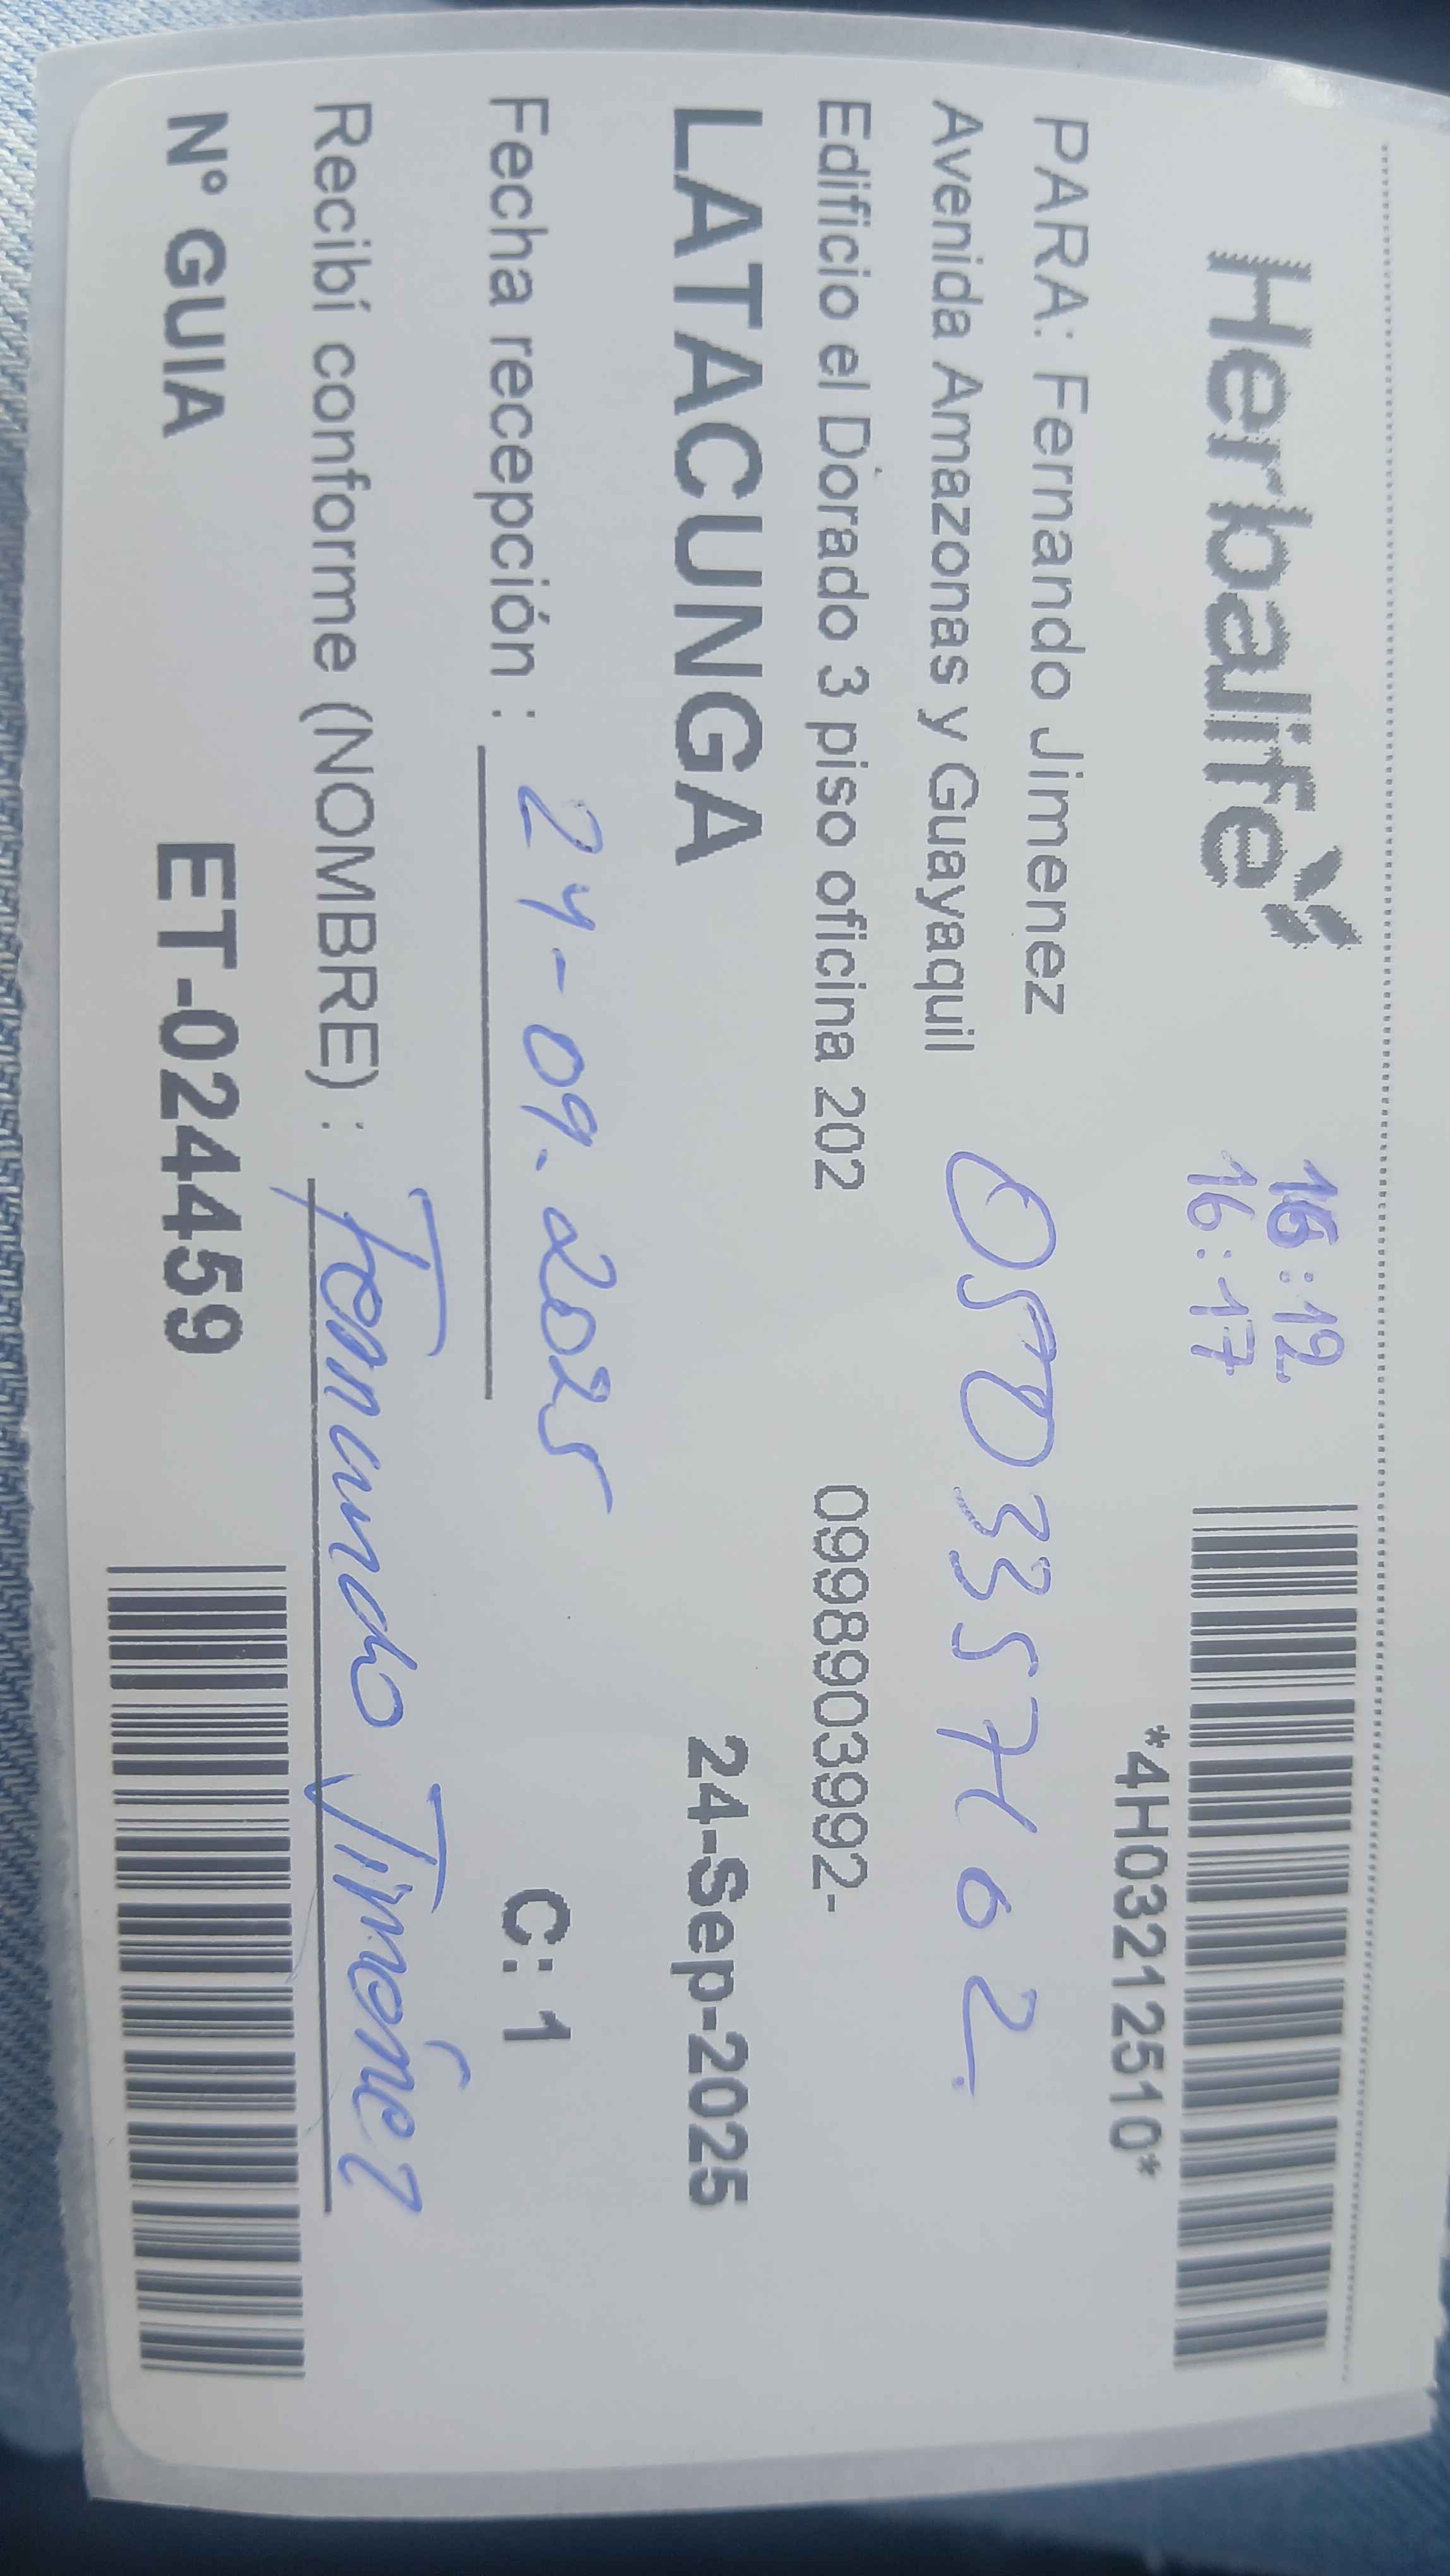 Herbalife
16:12
16:17
*4H03212510*
PARA: Fernando Jimenez
Avenida Amazonas y Guayaquil
0503357402.
Edificio el Dorado 3 piso oficina 202 0998903992-
LATACUNGA 24-Sep-2025
Fecha recepción : 24-09-2025 C: 1
Recibí conforme (NOMBRE) : Fernando Jiménez
N° GUIA ET-024459